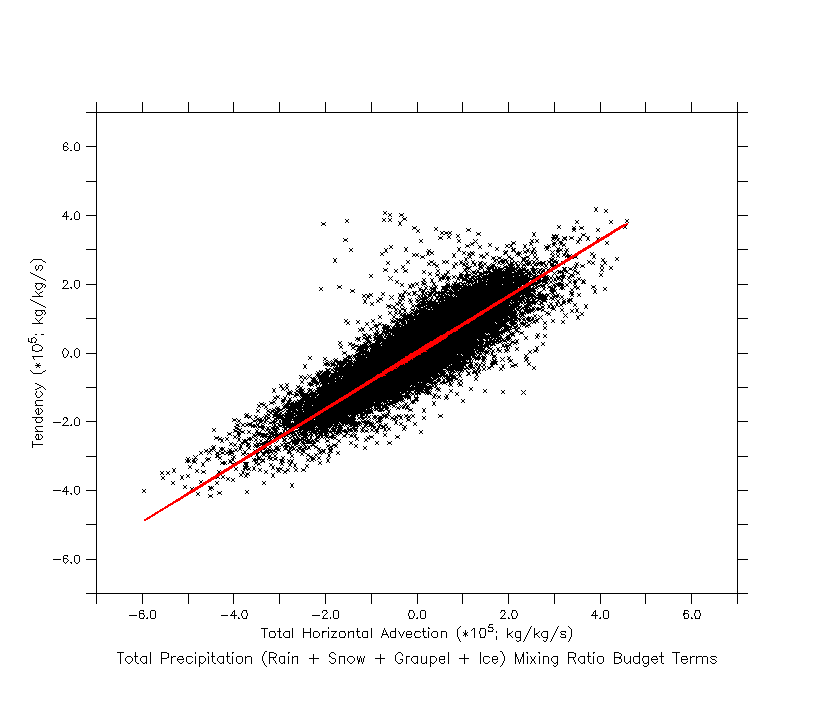 6.0
4.0
2.0
0.0
-2.0
-4.0
-6.0
Tendency (*10⁵; kg/kg/s)
-6.0 -4.0 -2.0 0.0 2.0 4.0 6.0
Total Horizontal Advection (*10⁵; kg/kg/s)
Total Precipitation (Rain + Snow + Graupel + Ice) Mixing Ratio Budget Terms